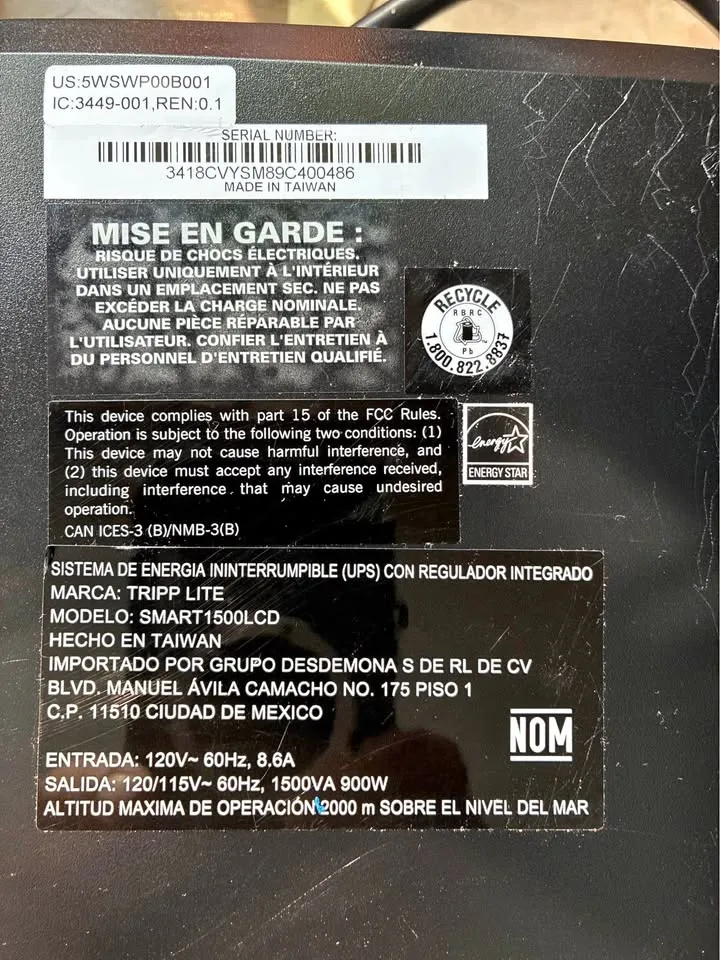 US:5WSWP00B001
IC:3449-001,REN:0.1
SERIAL NUMBER:
3418CVYSM89C400486
MADE IN TAIWAN
MISE EN GARDE :
RISQUE DE CHOCS ÉLECTRIQUES.
UTILISER UNIQUEMENT À L'INTÉRIEUR
DANS UN EMPLACEMENT SEC. NE PAS
EXCÉDER LA CHARGE NOMINALE.
AUCUNE PIÈCE RÉPARABLE PAR
L'UTILISATEUR. CONFIER L'ENTRETIEN À
DU PERSONNEL D'ENTRETIEN QUALIFIÉ.
RECYCLE
RBRC
Pb
1.800.822.8837
This device complies with part 15 of the FCC Rules.
Operation is subject to the following two conditions: (1)
This device may not cause harmful interference, and
(2) this device must accept any interference received,
including interference that may cause undesired
operation.
CAN ICES-3 (B)/NMB-3(B)
energy
ENERGY STAR
SISTEMA DE ENERGIA ININTERRUMPIBLE (UPS) CON REGULADOR INTEGRADO
MARCA: TRIPP LITE
MODELO: SMART1500LCD
HECHO EN TAIWAN
IMPORTADO POR GRUPO DESDEMONA S DE RL DE CV
BLVD. MANUEL ÁVILA CAMACHO NO. 175 PISO 1
C.P. 11510 CIUDAD DE MEXICO
NOM
ENTRADA: 120V~ 60Hz, 8.6A
SALIDA: 120/115V~ 60Hz, 1500VA 900W
ALTITUD MAXIMA DE OPERACIÓN 2000 m SOBRE EL NIVEL DEL MAR